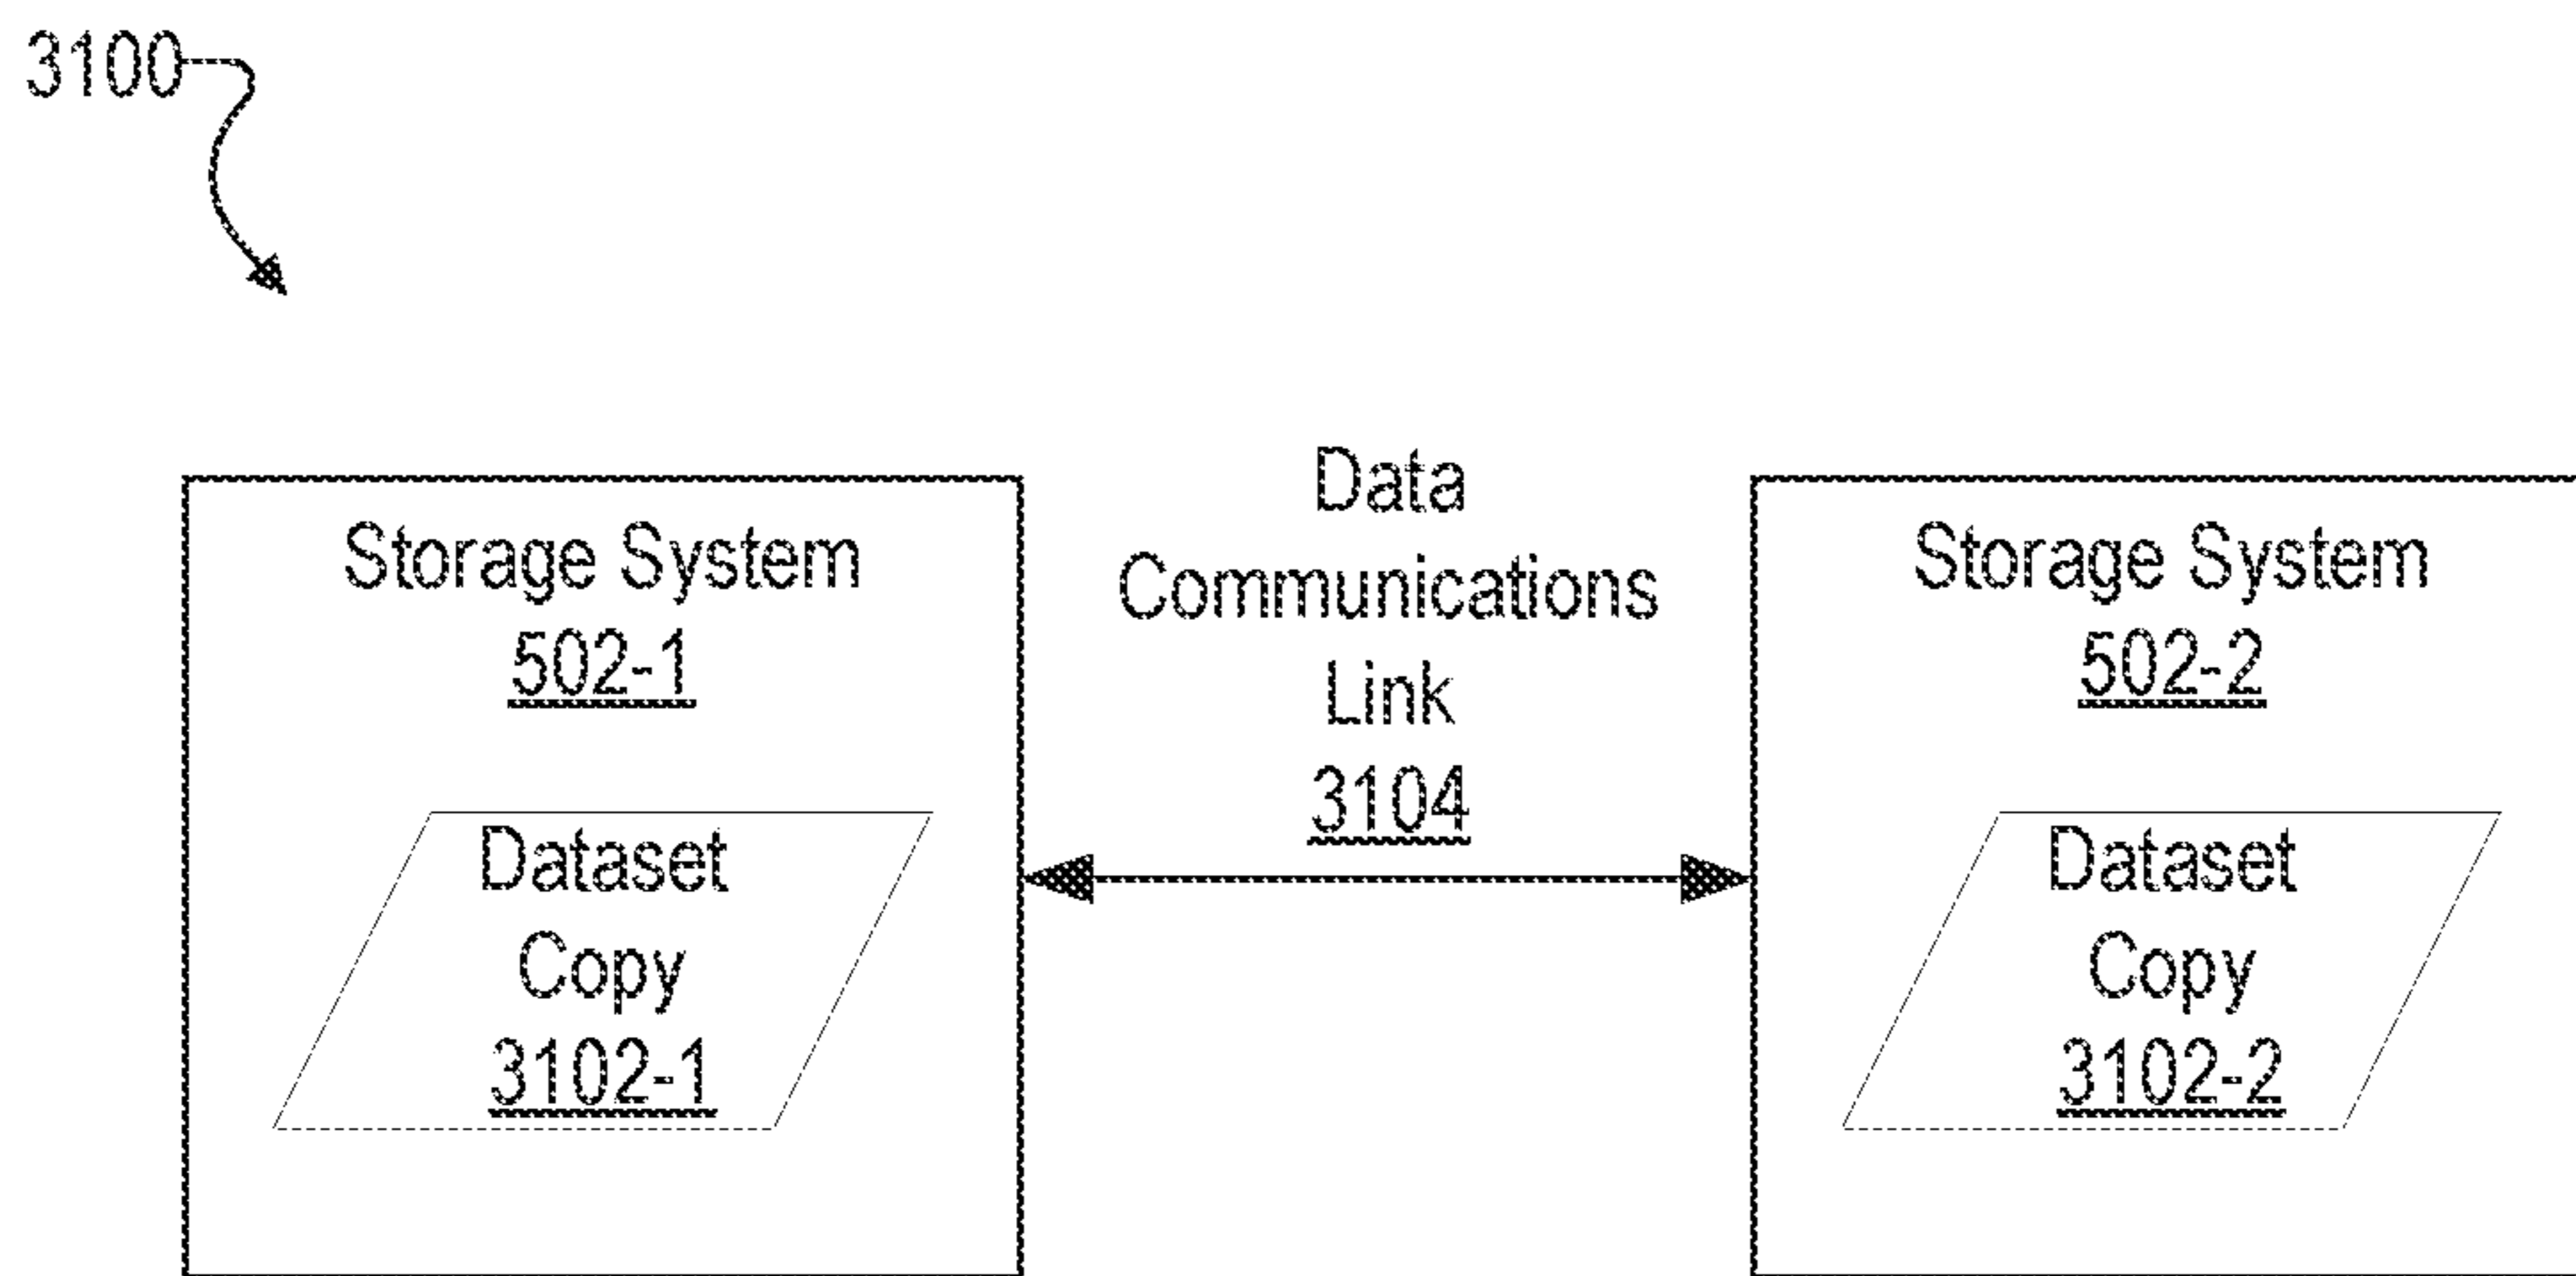 3100
Storage System
502-1
Dataset
Copy
3102-1
Data
Communications
Link
3104
Storage System
502-2
Dataset
Copy
3102-2